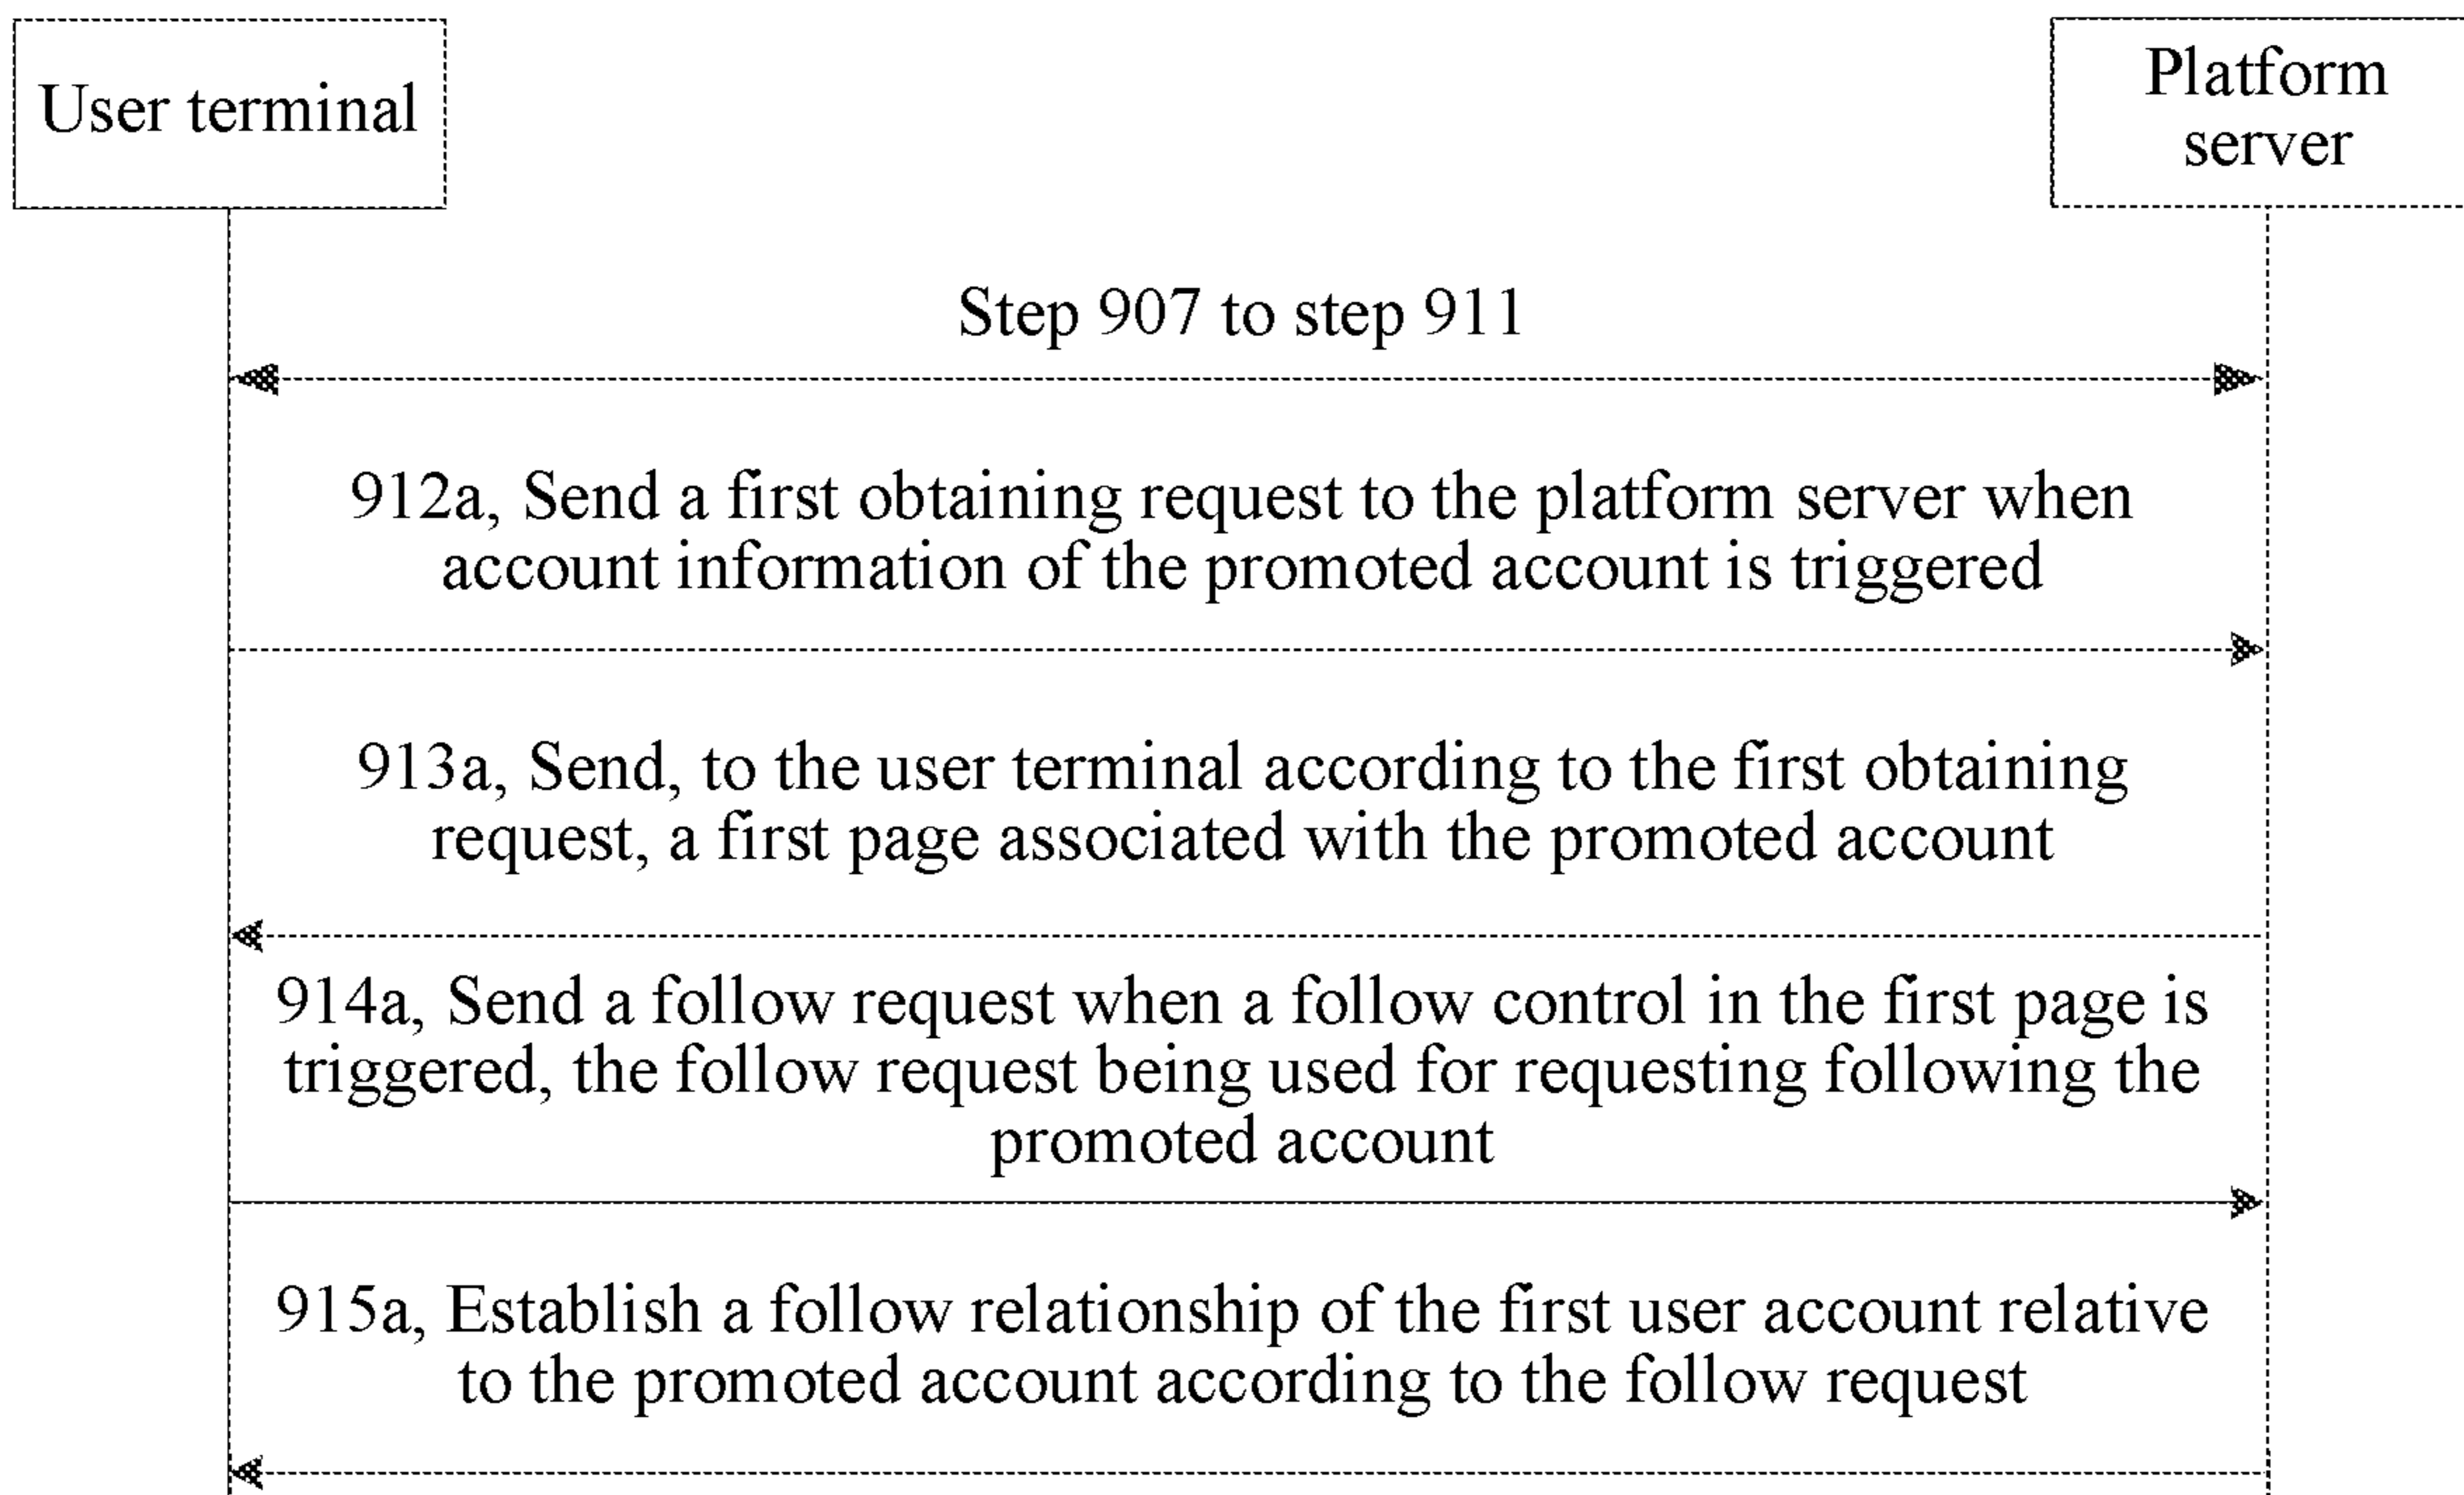 User terminal
Platform
server
Step 907 to step 911
912a, Send a first obtaining request to the platform server when
account information of the promoted account is triggered
913a, Send, to the user terminal according to the first obtaining
request, a first page associated with the promoted account
914a, Send a follow request when a follow control in the first page is
triggered, the follow request being used for requesting following the
promoted account
915a, Establish a follow relationship of the first user account relative
to the promoted account according to the follow request